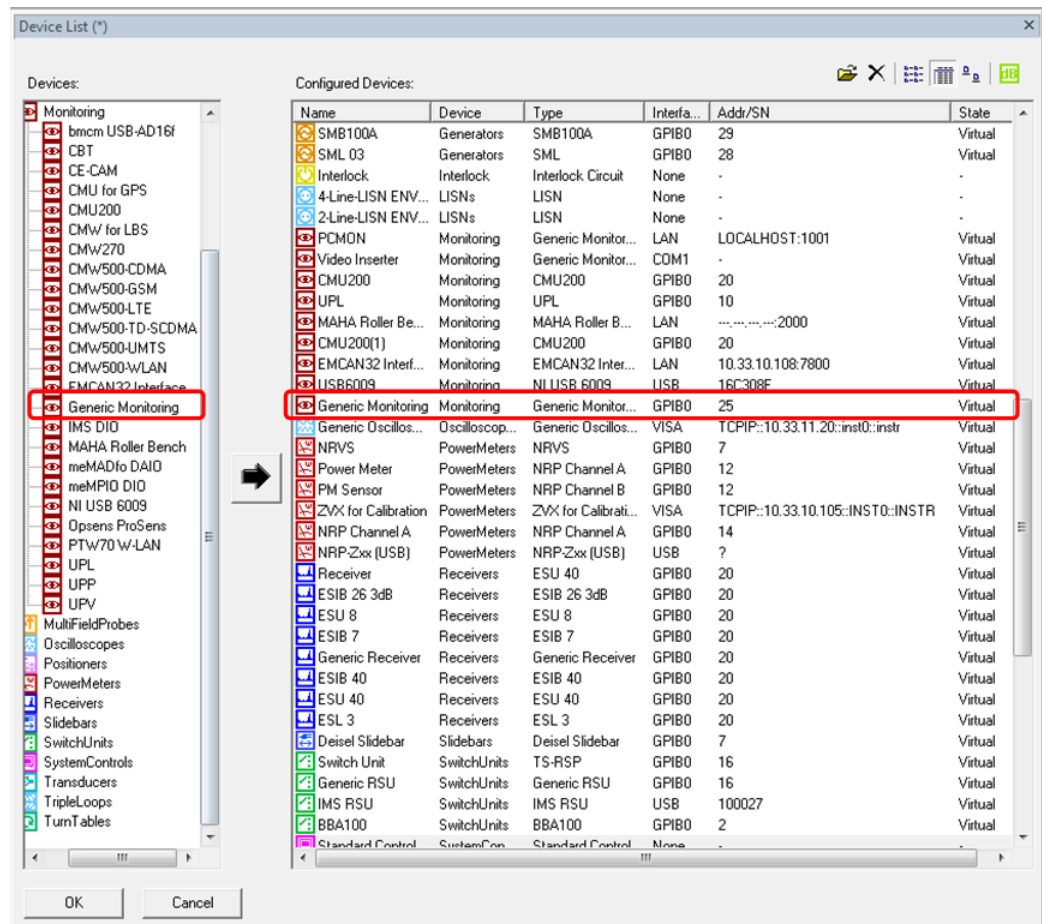 Device List (*)
Devices:
Configured Devices:
dB
Monitoring
bmcm USB-AD16f
CBT
CE-CAM
CMU for GPS
CMU200
CMW for LBS
CMW270
CMW500-CDMA
CMW500-GSM
CMW500-LTE
CMW500-TD-SCDMA
CMW500-UMTS
CMW500-WLAN
EMCAN32 Interface
Generic Monitoring
IMS DIO
MAHA Roller Bench
meMADfo DAIO
meMPIO DIO
NI USB 6009
Opsens ProSens
PTW70 W-LAN
UPL
UPP
UPV
MultiFieldProbes
Oscilloscopes
Positioners
PowerMeters
Receivers
Slidebars
SwitchUnits
SystemControls
Transducers
TripleLoops
TurnTables
Name Device Type Interfa... Addr/SN State
SMB100A Generators SMB100A GPIB0 29 Virtual
SML 03 Generators SML GPIB0 28 Virtual
Interlock Interlock Interlock Circuit None - -
4-Line-LISN ENV... LISNs LISN None - -
2-Line-LISN ENV... LISNs LISN None - -
PCMON Monitoring Generic Monitor... LAN LOCALHOST:1001 Virtual
Video Inserter Monitoring Generic Monitor... COM1 - Virtual
CMU200 Monitoring CMU200 GPIB0 20 Virtual
UPL Monitoring UPL GPIB0 10 Virtual
MAHA Roller Be... Monitoring MAHA Roller B... LAN ---.---.---.---:2000 Virtual
CMU200(1) Monitoring CMU200 GPIB0 20 Virtual
EMCAN32 Interf... Monitoring EMCAN32 Inter... LAN 10.33.10.108:7800 Virtual
USB6009 Monitoring NI USB 6009 USB 16C308F Virtual
Generic Monitoring Monitoring Generic Monitor... GPIB0 25 Virtual
Generic Oscillos... Oscilloscop... Generic Oscillos... VISA TCPIP::10.33.11.20::inst0::instr Virtual
NRVS PowerMeters NRVS GPIB0 7 Virtual
Power Meter PowerMeters NRP Channel A GPIB0 12 Virtual
PM Sensor PowerMeters NRP Channel B GPIB0 12 Virtual
ZVX for Calibration PowerMeters ZVX for Calibrati... VISA TCPIP::10.33.10.105::INST0::INSTR Virtual
NRP Channel A PowerMeters NRP Channel A GPIB0 14 Virtual
NRP-Zxx (USB) PowerMeters NRP-Zxx (USB) USB ? Virtual
Receiver Receivers ESU 40 GPIB0 20 Virtual
ESIB 26 3dB Receivers ESIB 26 3dB GPIB0 20 Virtual
ESU 8 Receivers ESU 8 GPIB0 20 Virtual
ESIB 7 Receivers ESIB 7 GPIB0 20 Virtual
Generic Receiver Receivers Generic Receiver GPIB0 20 Virtual
ESIB 40 Receivers ESIB 40 GPIB0 20 Virtual
ESU 40 Receivers ESU 40 GPIB0 20 Virtual
ESL 3 Receivers ESL 3 GPIB0 20 Virtual
Deisel Slidebar Slidebars Deisel Slidebar GPIB0 7 Virtual
Switch Unit SwitchUnits TS-RSP GPIB0 16 Virtual
Generic RSU SwitchUnits Generic RSU GPIB0 16 Virtual
IMS RSU SwitchUnits IMS RSU USB 100027 Virtual
BBA100 SwitchUnits BBA100 GPIB0 2 Virtual
Standard Control SystemCon Standard Control None - -
OK Cancel